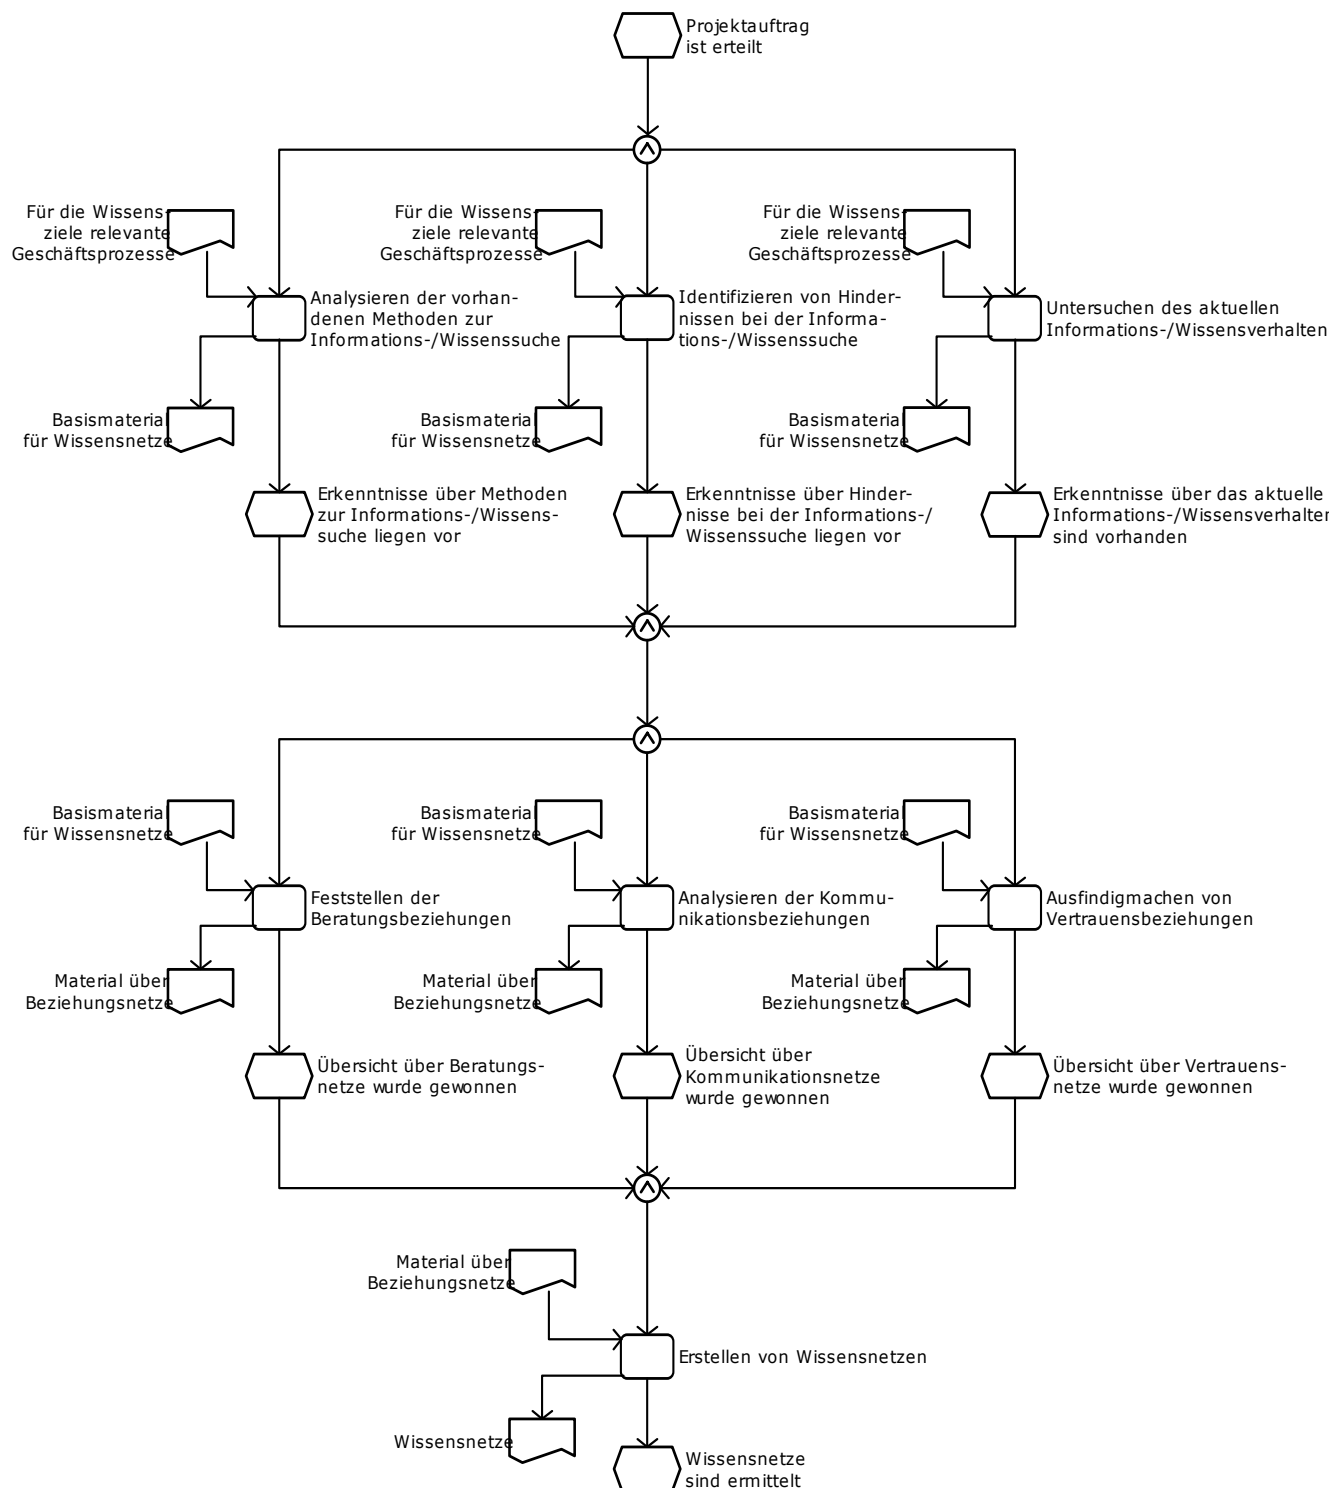 Projektauftrag
ist erteilt
Für die Wissens-
ziele relevante
Geschäftsprozesse
Für die Wissens-
ziele relevante
Geschäftsprozesse
Für die Wissens-
ziele relevante
Geschäftsprozesse
Analysieren der vorhan-
denen Methoden zur
Informations-/Wissenssuche
Identifizieren von Hinder-
nissen bei der Informa-
tions-/Wissenssuche
Untersuchen des aktuellen
Informations-/Wissensverhalten
Basismaterial
für Wissensnetze
Basismaterial
für Wissensnetze
Basismaterial
für Wissensnetze
Erkenntnisse über Methoden
zur Informations-/Wissens-
suche liegen vor
Erkenntnisse über Hinder-
nisse bei der Informations-/
Wissenssuche liegen vor
Erkenntnisse über das aktuelle
Informations-/Wissensverhalten
sind vorhanden
Basismaterial
für Wissensnetze
Basismaterial
für Wissensnetze
Basismaterial
für Wissensnetze
Feststellen der
Beratungsbeziehungen
Analysieren der Kommu-
nikationsbeziehungen
Ausfindigmachen von
Vertrauensbeziehungen
Material über
Beziehungsnetze
Material über
Beziehungsnetze
Material über
Beziehungsnetze
Übersicht über Beratungs-
netze wurde gewonnen
Übersicht über
Kommunikationsnetze
wurde gewonnen
Übersicht über Vertrauens-
netze wurde gewonnen
Material über
Beziehungsnetze
Erstellen von Wissensnetzen
Wissensnetze
Wissensnetze
sind ermittelt